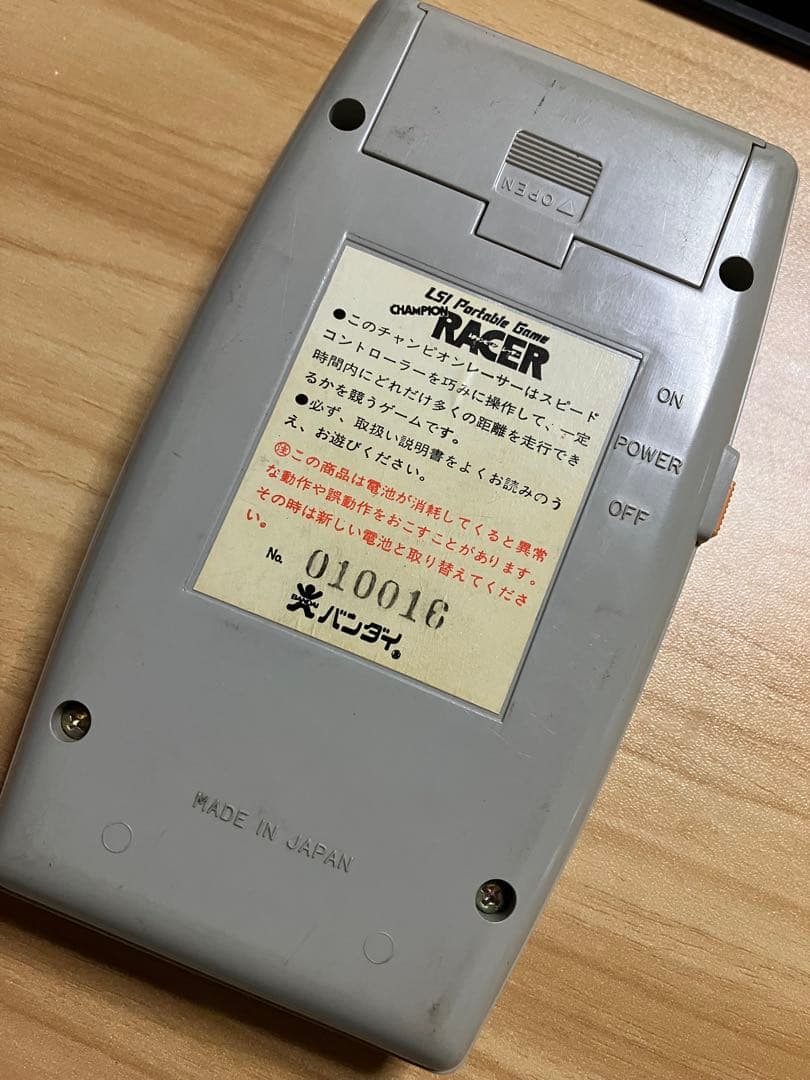 OPEN
LSI Portable Game
CHAMPION
RACER
●このチャンピオンレーサーはスピード
コントローラーを巧みに操作して、一定
時間内にどれだけ多くの距離を走行でき
るかを競うゲームです。
●必ず、取扱い説明書をよくお読みのう
え、お遊びください。
注この商品は電池が消耗してくると異常
な動作や誤動作をおこすことがあります。
その時は新しい電池と取り替えてくださ
い。
No. 010016
BANDAI
バンダイ
ON
POWER
OFF
MADE IN JAPAN